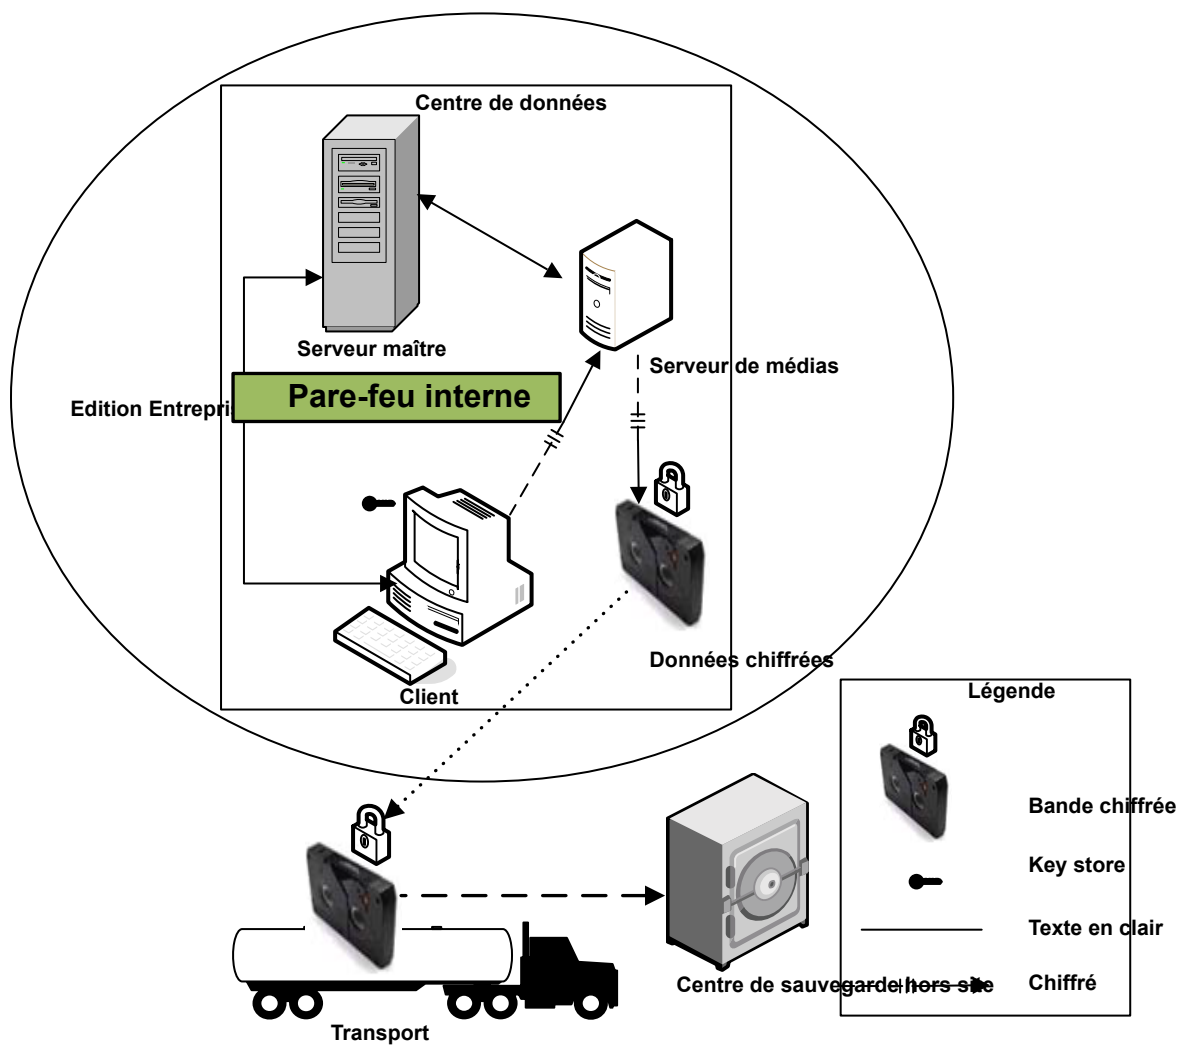 Centre de données
Serveur maître
Serveur de médias
Pare-feu interne
Edition Entrepri
Données chiffrées
Client
Légende
Bande chiffrée
Key store
Texte en clair
Chiffré
Centre de sauvegarde hors site
Transport